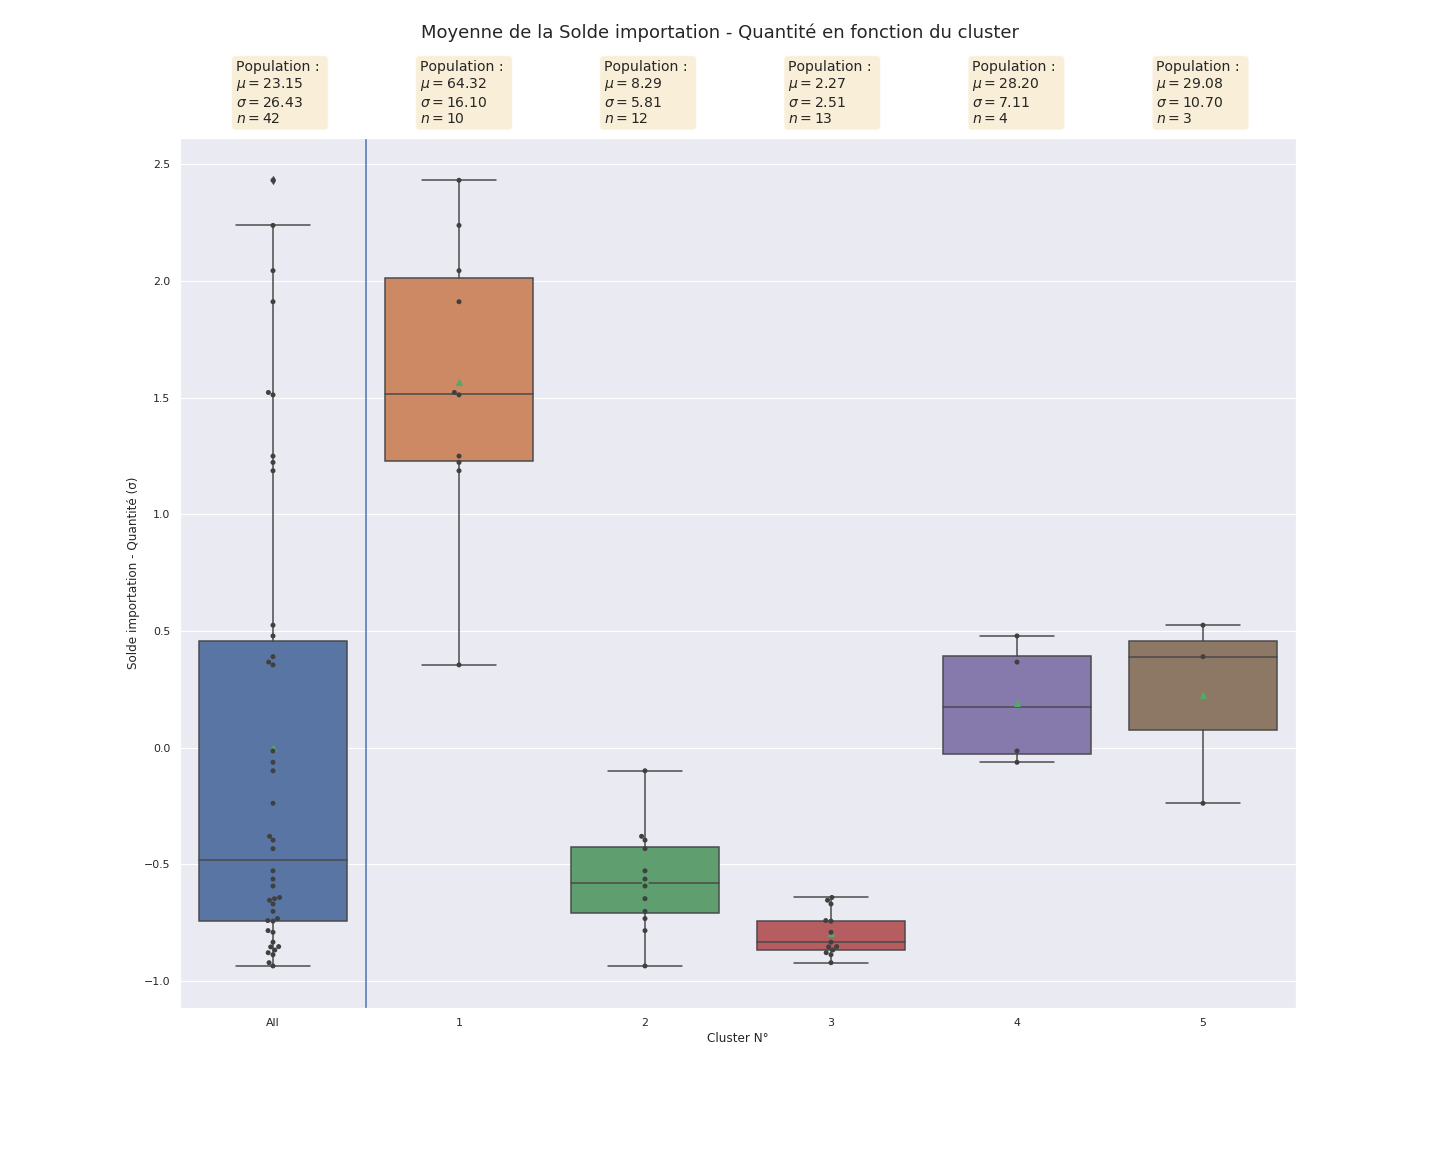 Moyenne de la Solde importation - Quantité en fonction du cluster
Population :
μ = 23.15
σ = 26.43
n = 42
Population :
μ = 64.32
σ = 16.10
n = 10
Population :
μ = 8.29
σ = 5.81
n = 12
Population :
μ = 2.27
σ = 2.51
n = 13
Population :
μ = 28.20
σ = 7.11
n = 4
Population :
μ = 29.08
σ = 10.70
n = 3
Solde importation - Quantité (σ)
2.5
2.0
1.5
1.0
0.5
0.0
−0.5
−1.0
All
1
2
3
4
5
Cluster N°